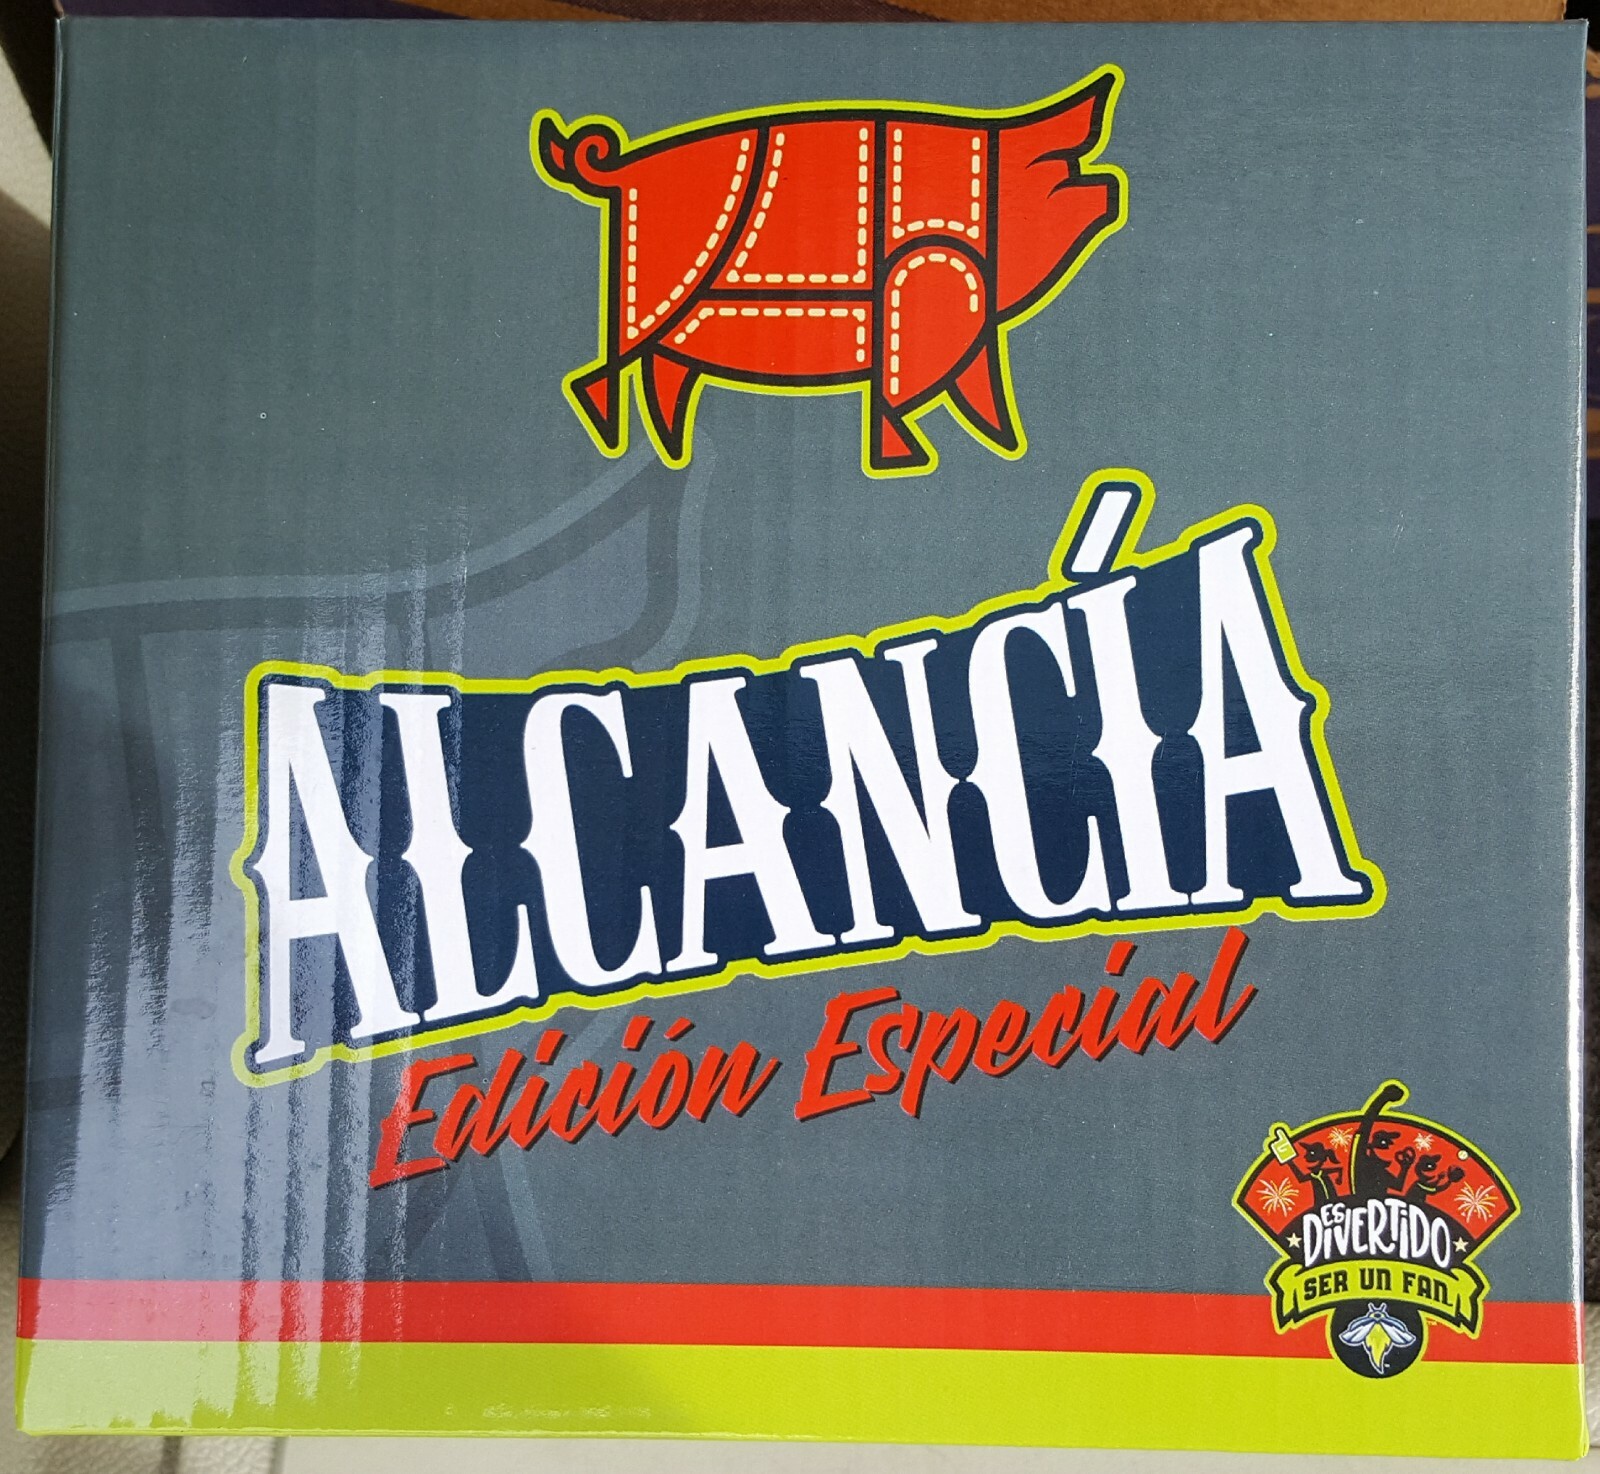 ALCANCÍA
Edición Especial
ES
DIVERTIDO
SER UN FAN